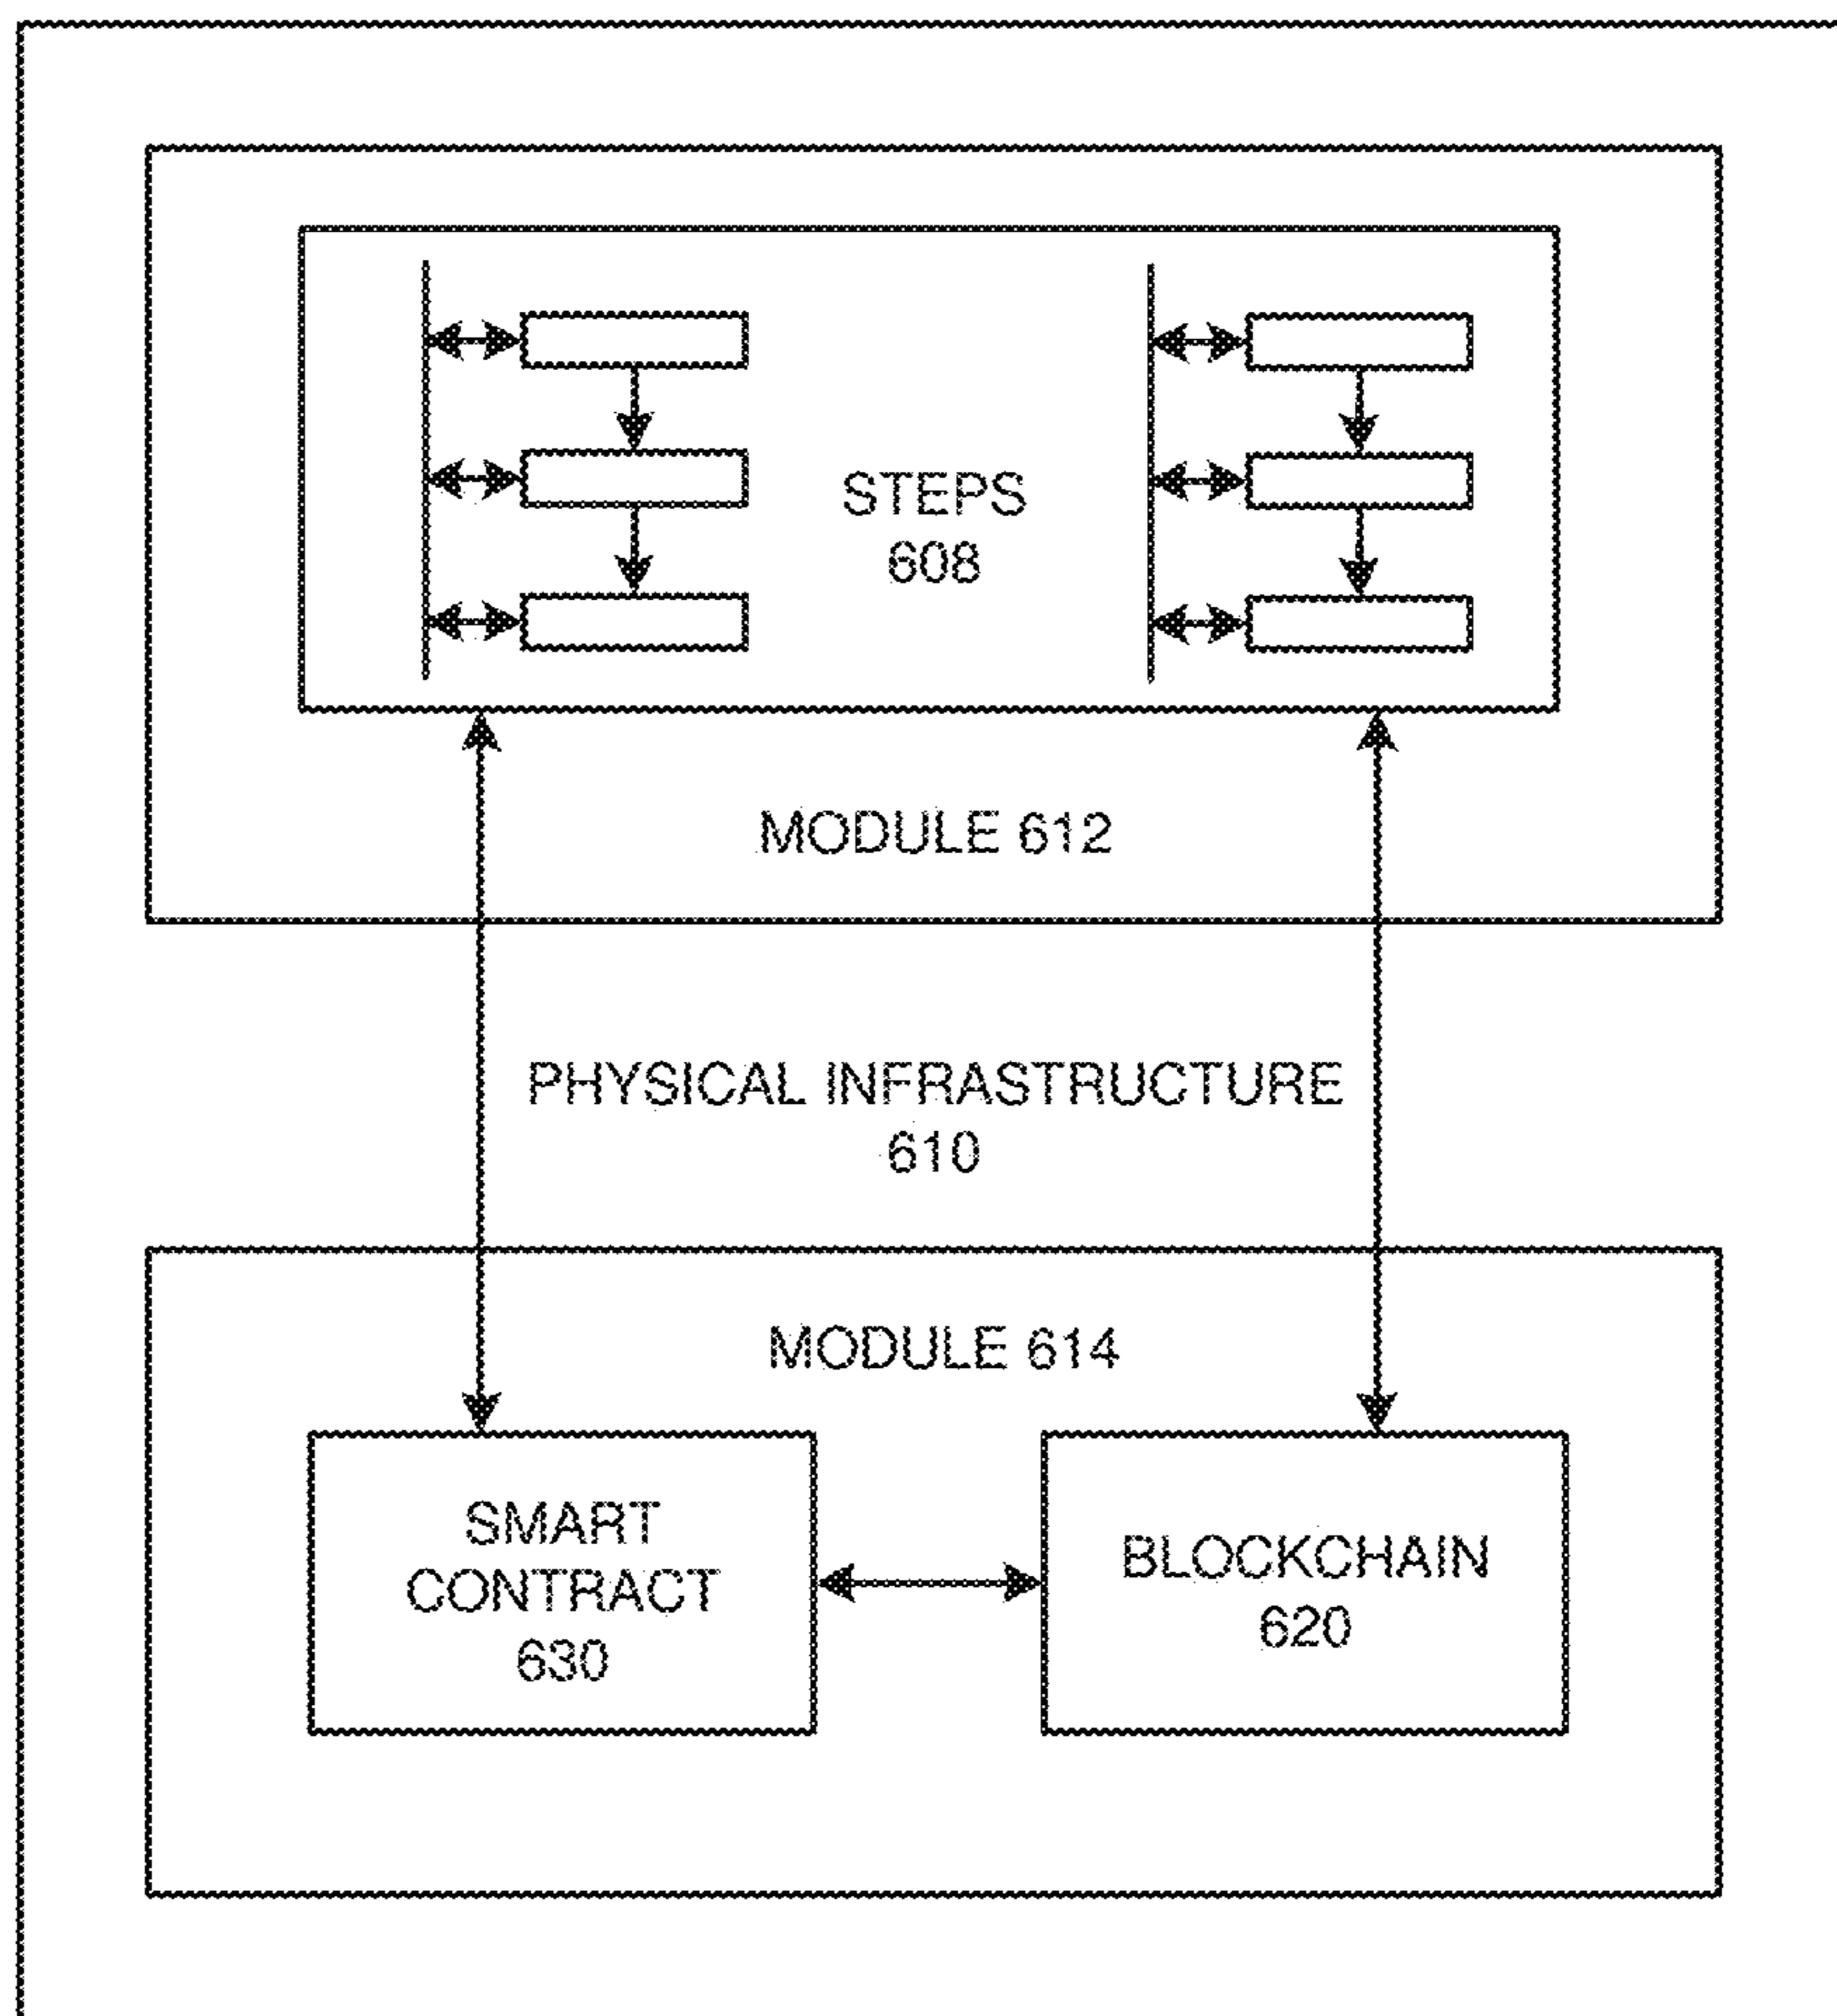 STEPS
608
MODULE 612
PHYSICAL INFRASTRUCTURE
610
MODULE 614
SMART
CONTRACT
630
BLOCKCHAIN
620